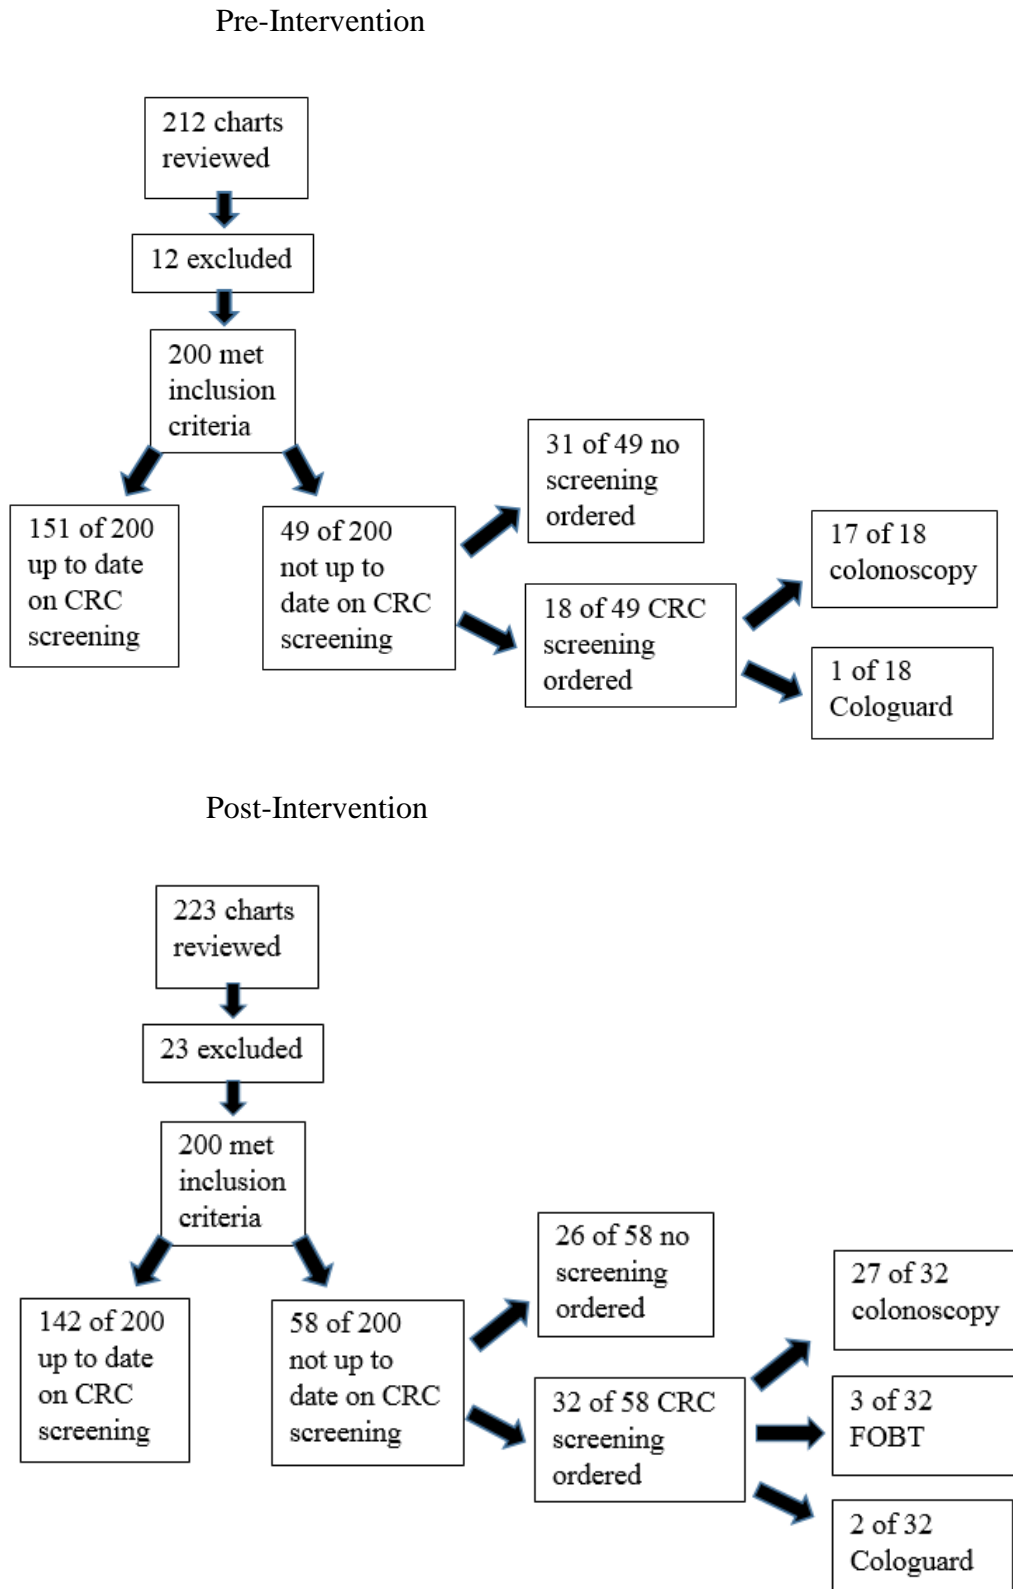 Pre-Intervention
212 charts
reviewed
12 excluded
200 met
inclusion
criteria
151 of 200
up to date
on CRC
screening
49 of 200
not up to
date on CRC
screening
31 of 49 no
screening
ordered
18 of 49 CRC
screening
ordered
17 of 18
colonoscopy
1 of 18
Cologuard
Post-Intervention
223 charts
reviewed
23 excluded
200 met
inclusion
criteria
142 of 200
up to date
on CRC
screening
58 of 200
not up to
date on CRC
screening
26 of 58 no
screening
ordered
32 of 58 CRC
screening
ordered
27 of 32
colonoscopy
3 of 32
FOBT
2 of 32
Cologuard